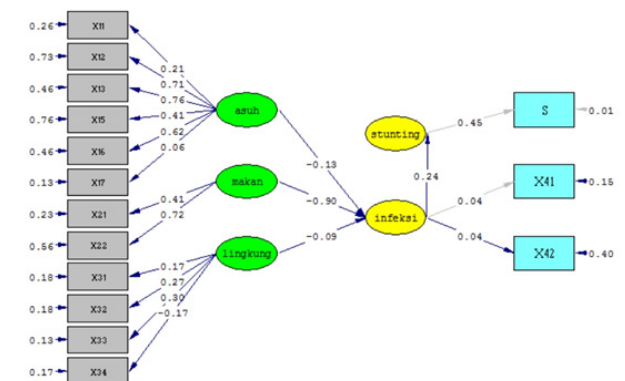 0.26 X11
0.73 X12
0.46 X13
0.76 X15
0.46 X16
0.13 X17
0.23 X21
0.56 X22
0.18 X31
0.18 X32
0.13 X33
0.17 X34
0.21
0.71
0.76
0.41
0.62
0.06
0.41
0.72
0.17
0.27
0.30
-0.17
asuh
makan
lingkung
-0.13
-0.90
-0.09
stunting
0.24
infeksi
0.45
0.04
0.04
S 0.01
X41 0.15
X42 0.40